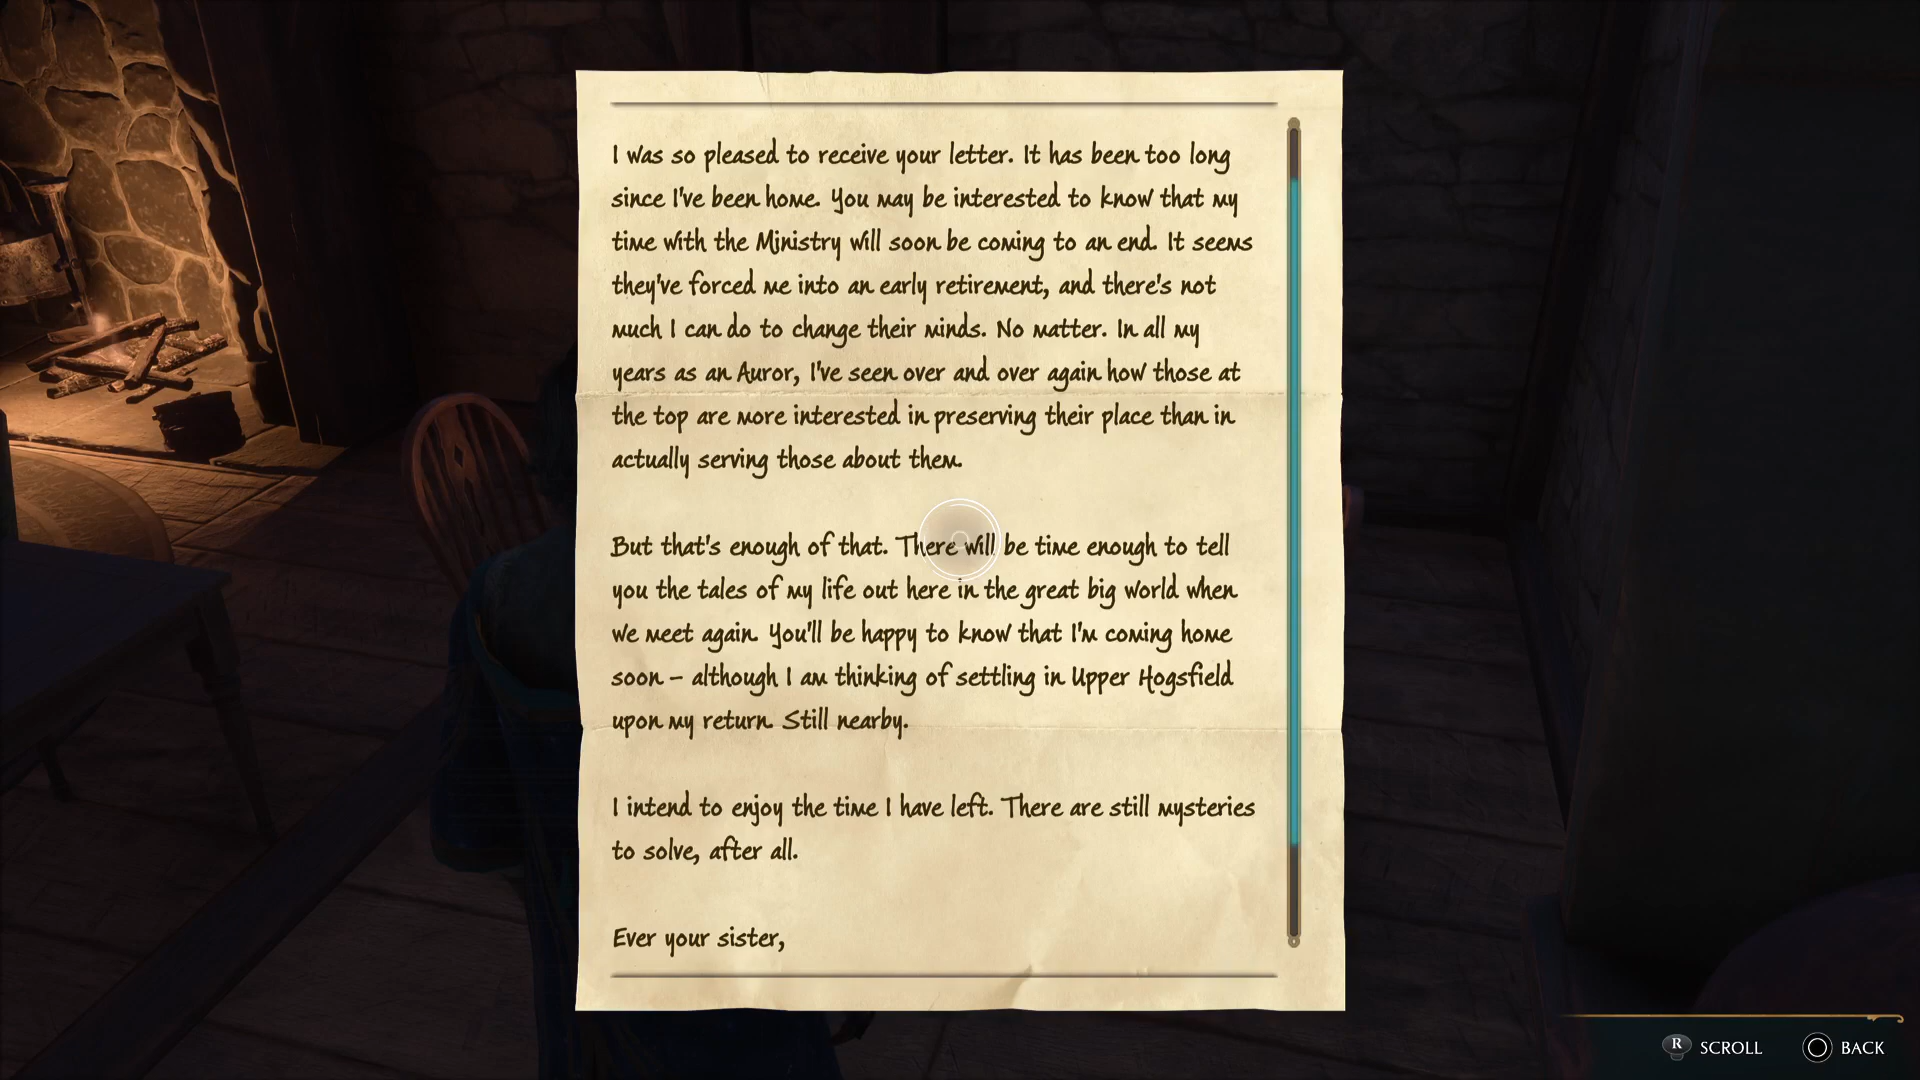 I was so pleased to receive your letter. It has been too long
since I've been home. You may be interested to know that my
time with the Ministry will soon be coming to an end. It seems
they've forced me into an early retirement, and there's not
much I can do to change their minds. No matter. In all my
years as an Auror, I've seen over and over again how those at
the top are more interested in preserving their place than in
actually serving those about them.
But that's enough of that. There will be time enough to tell
you the tales of my life out here in the great big world when
we meet again. You'll be happy to know that I'm coming home
soon – although I am thinking of settling in Upper Hogsfield
upon my return. Still nearby.
I intend to enjoy the time I have left. There are still mysteries
to solve, after all.
Ever your sister,
R SCROLL BACK